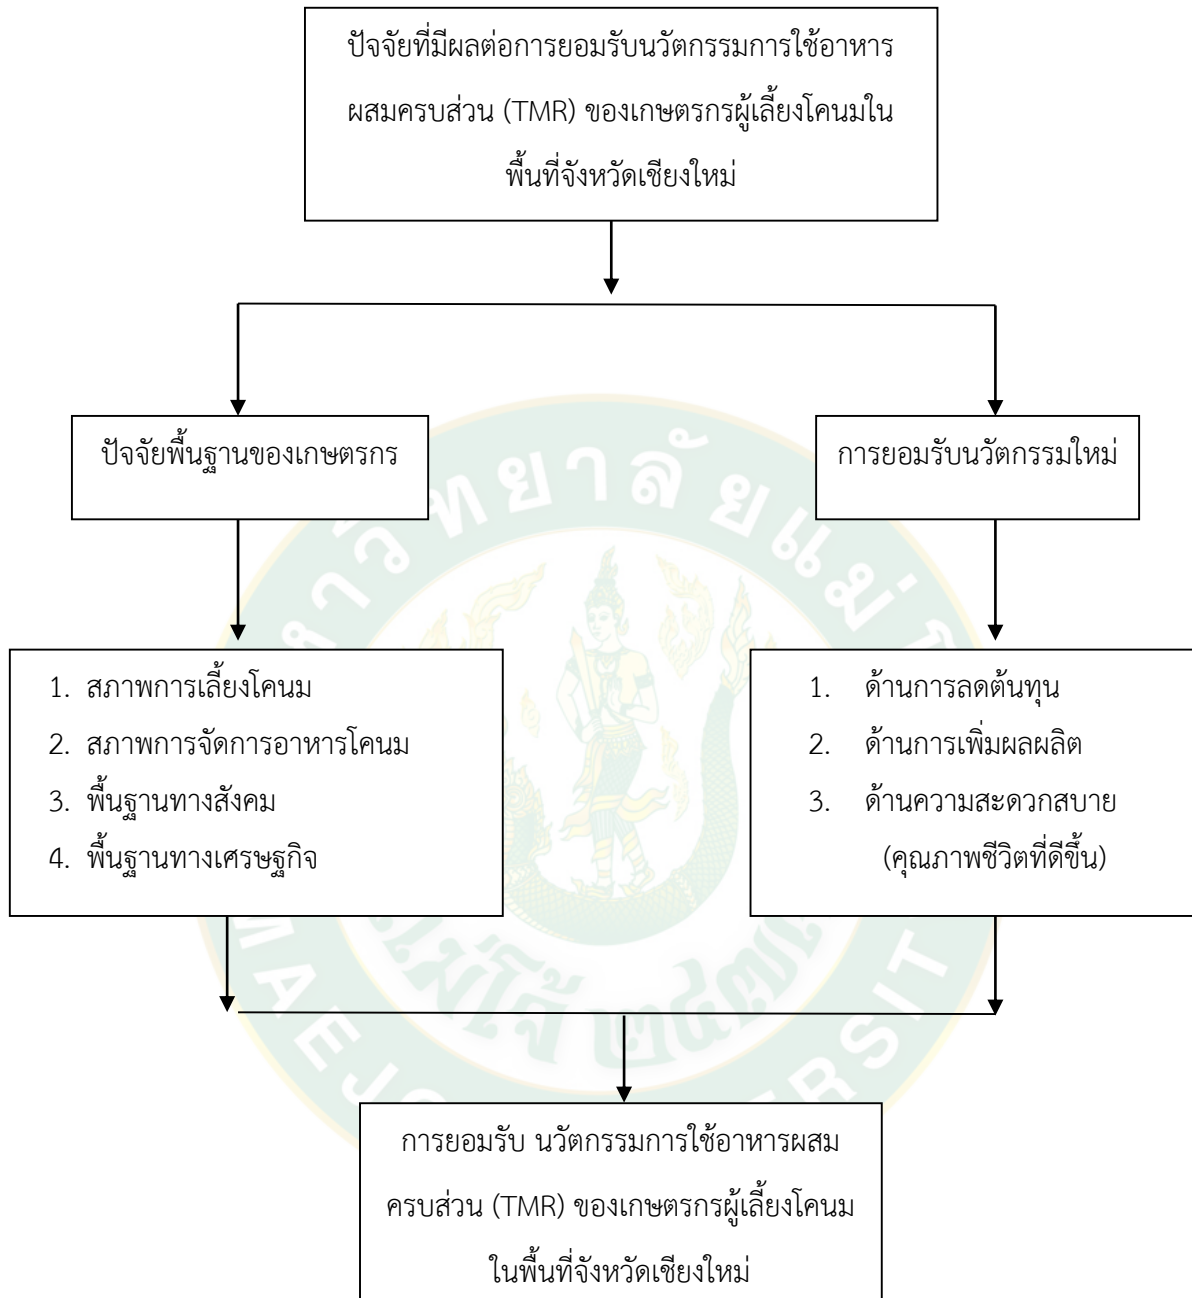 ปัจจัยที่มีผลต่อการยอมรับนวัตกรรมการใช้อาหาร
ผสมครบส่วน (TMR) ของเกษตรกรผู้เลี้ยงโคนมใน
พื้นที่จังหวัดเชียงใหม่
ปัจจัยพื้นฐานของเกษตรกร
การยอมรับนวัตกรรมใหม่
1. สภาพการเลี้ยงโคนม
2. สภาพการจัดการอาหารโคนม
3. พื้นฐานทางสังคม
4. พื้นฐานทางเศรษฐกิจ
1. ด้านการลดต้นทุน
2. ด้านการเพิ่มผลผลิต
3. ด้านความสะดวกสบาย
(คุณภาพชีวิตที่ดีขึ้น)
การยอมรับ นวัตกรรมการใช้อาหารผสม
ครบส่วน (TMR) ของเกษตรกรผู้เลี้ยงโคนม
ในพื้นที่จังหวัดเชียงใหม่